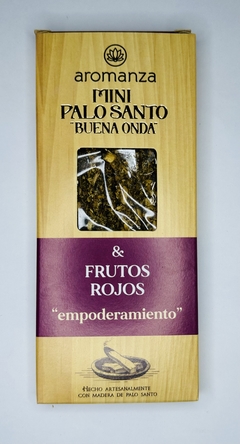 aromanza
MINI
PALO SANTO
"BUENA ONDA"
&
FRUTOS
ROJOS
"empoderamiento"
HECHO ARTESANALMENTE
CON MADERA DE PALO SANTO